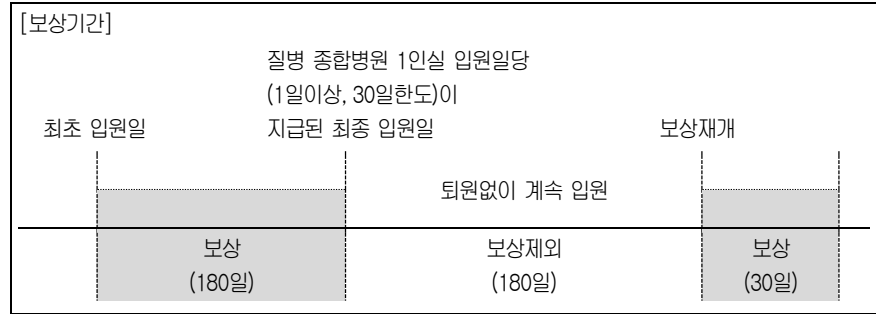 [보상기간]
질병 종합병원 1인실 입원일당
(1일이상, 30일한도)이
최초 입원일 지급된 최종 입원일 보상재개
퇴원없이 계속 입원
보상 보상제외 보상
(180일) (180일) (30일)